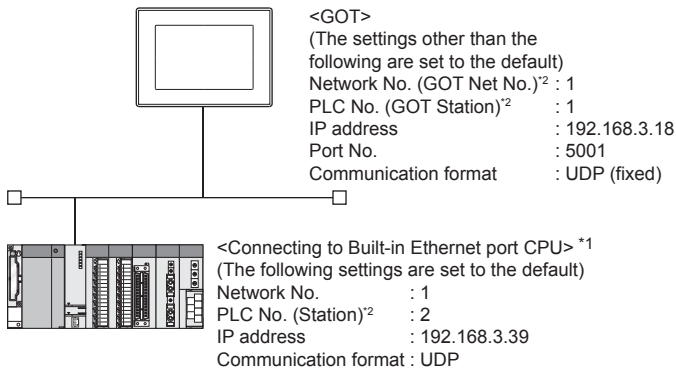 <GOT>
(The settings other than the
following are set to the default)
Network No. (GOT Net No.)*2 : 1
PLC No. (GOT Station)*2 : 1
IP address : 192.168.3.18
Port No. : 5001
Communication format : UDP (fixed)
<Connecting to Built-in Ethernet port CPU> *1
(The following settings are set to the default)
Network No. : 1
PLC No. (Station)*2 : 2
IP address : 192.168.3.39
Communication format : UDP